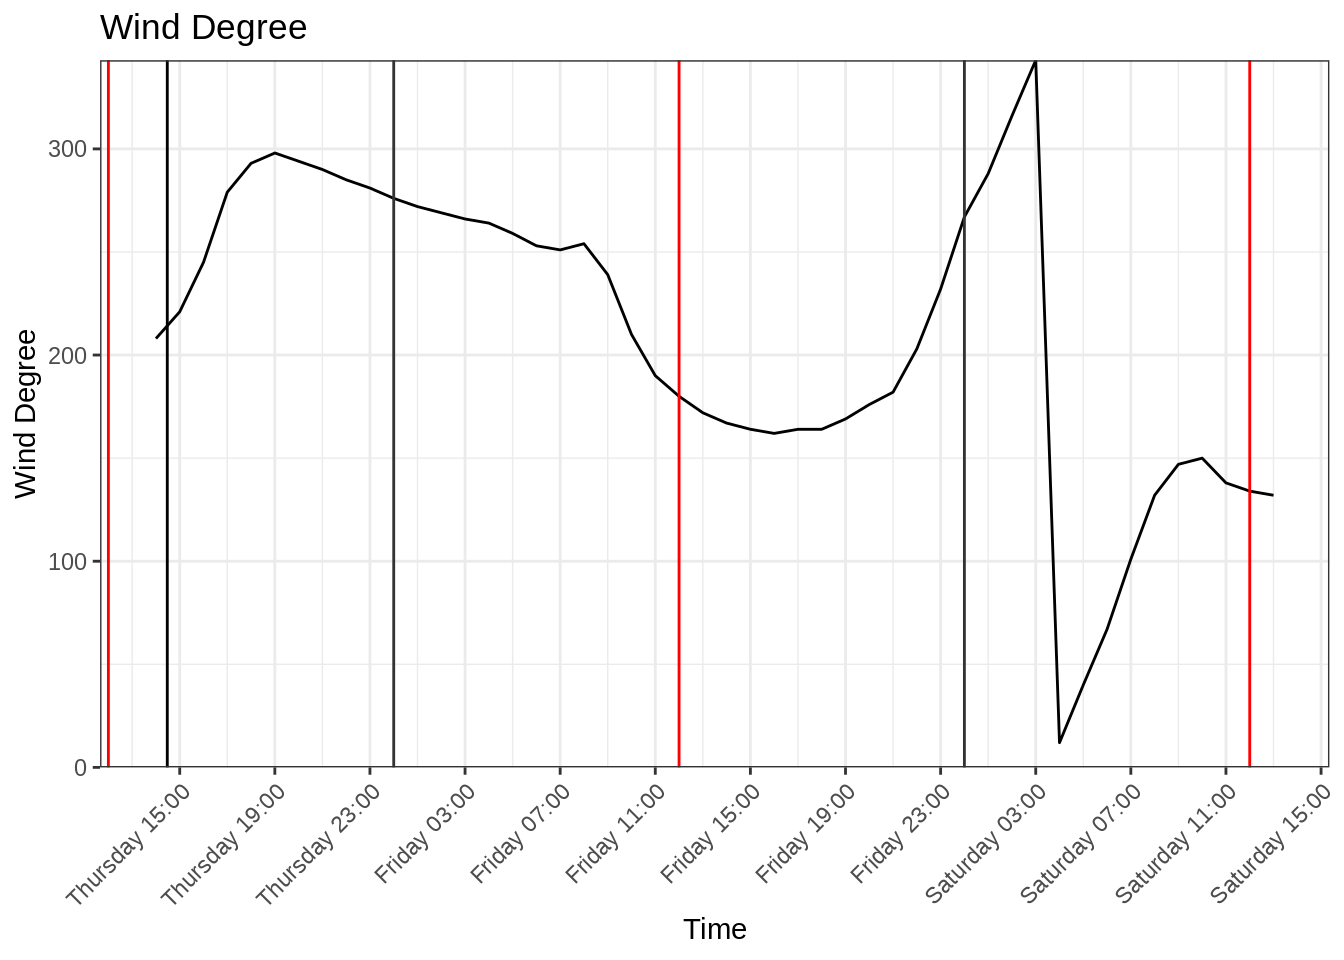 Wind Degree
Wind Degree
300
200
100
0
Thursday 15:00
Thursday 19:00
Thursday 23:00
Friday 03:00
Friday 07:00
Friday 11:00
Friday 15:00
Friday 19:00
Friday 23:00
Saturday 03:00
Saturday 07:00
Saturday 11:00
Saturday 15:00
Time